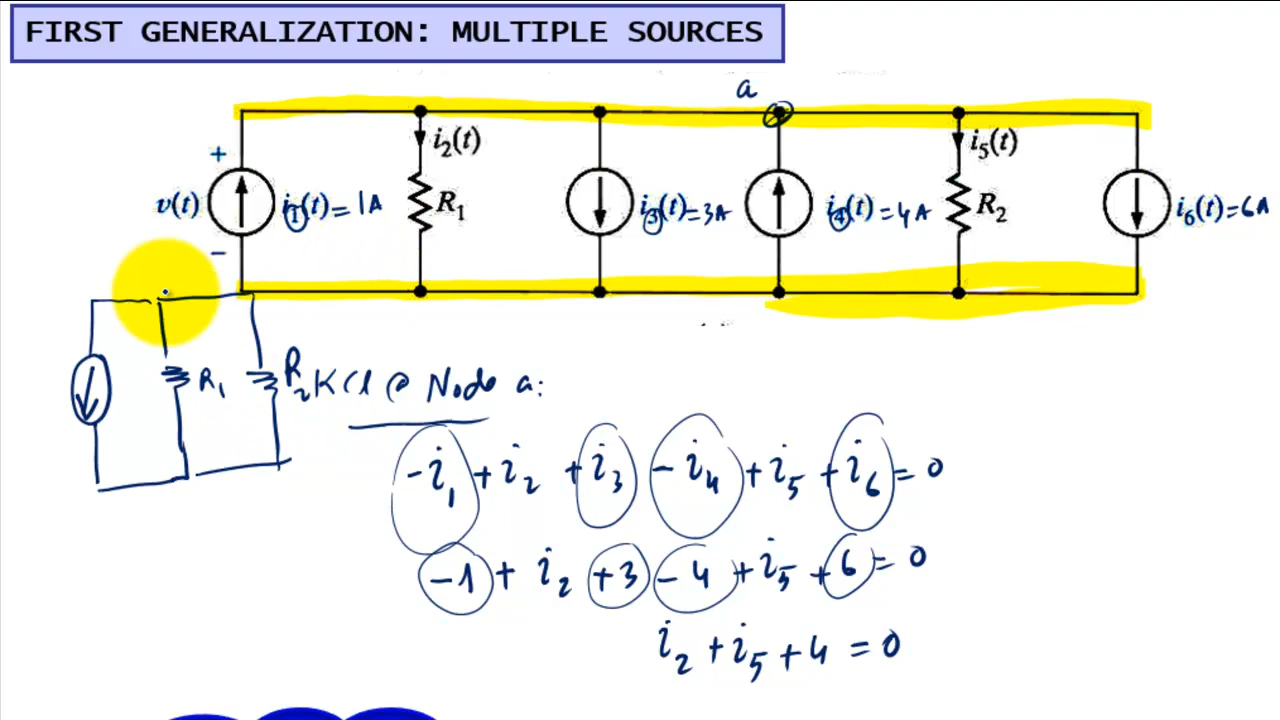 FIRST GENERALIZATION: MULTIPLE SOURCES
a
+
i₂(t)
i₅(t)
v(t)
i₁(t) = 1A
R₁
i₃(t) = 3A
i₄(t) = 4A
R₂
i₆(t) = 6A
−
R₁
R₂
KCl @ Node a:
-i₁ + i₂ + i₃ - i₄ + i₅ + i₆ = 0
-1 + i₂ + 3 - 4 + i₅ + 6 = 0
i₂ + i₅ + 4 = 0